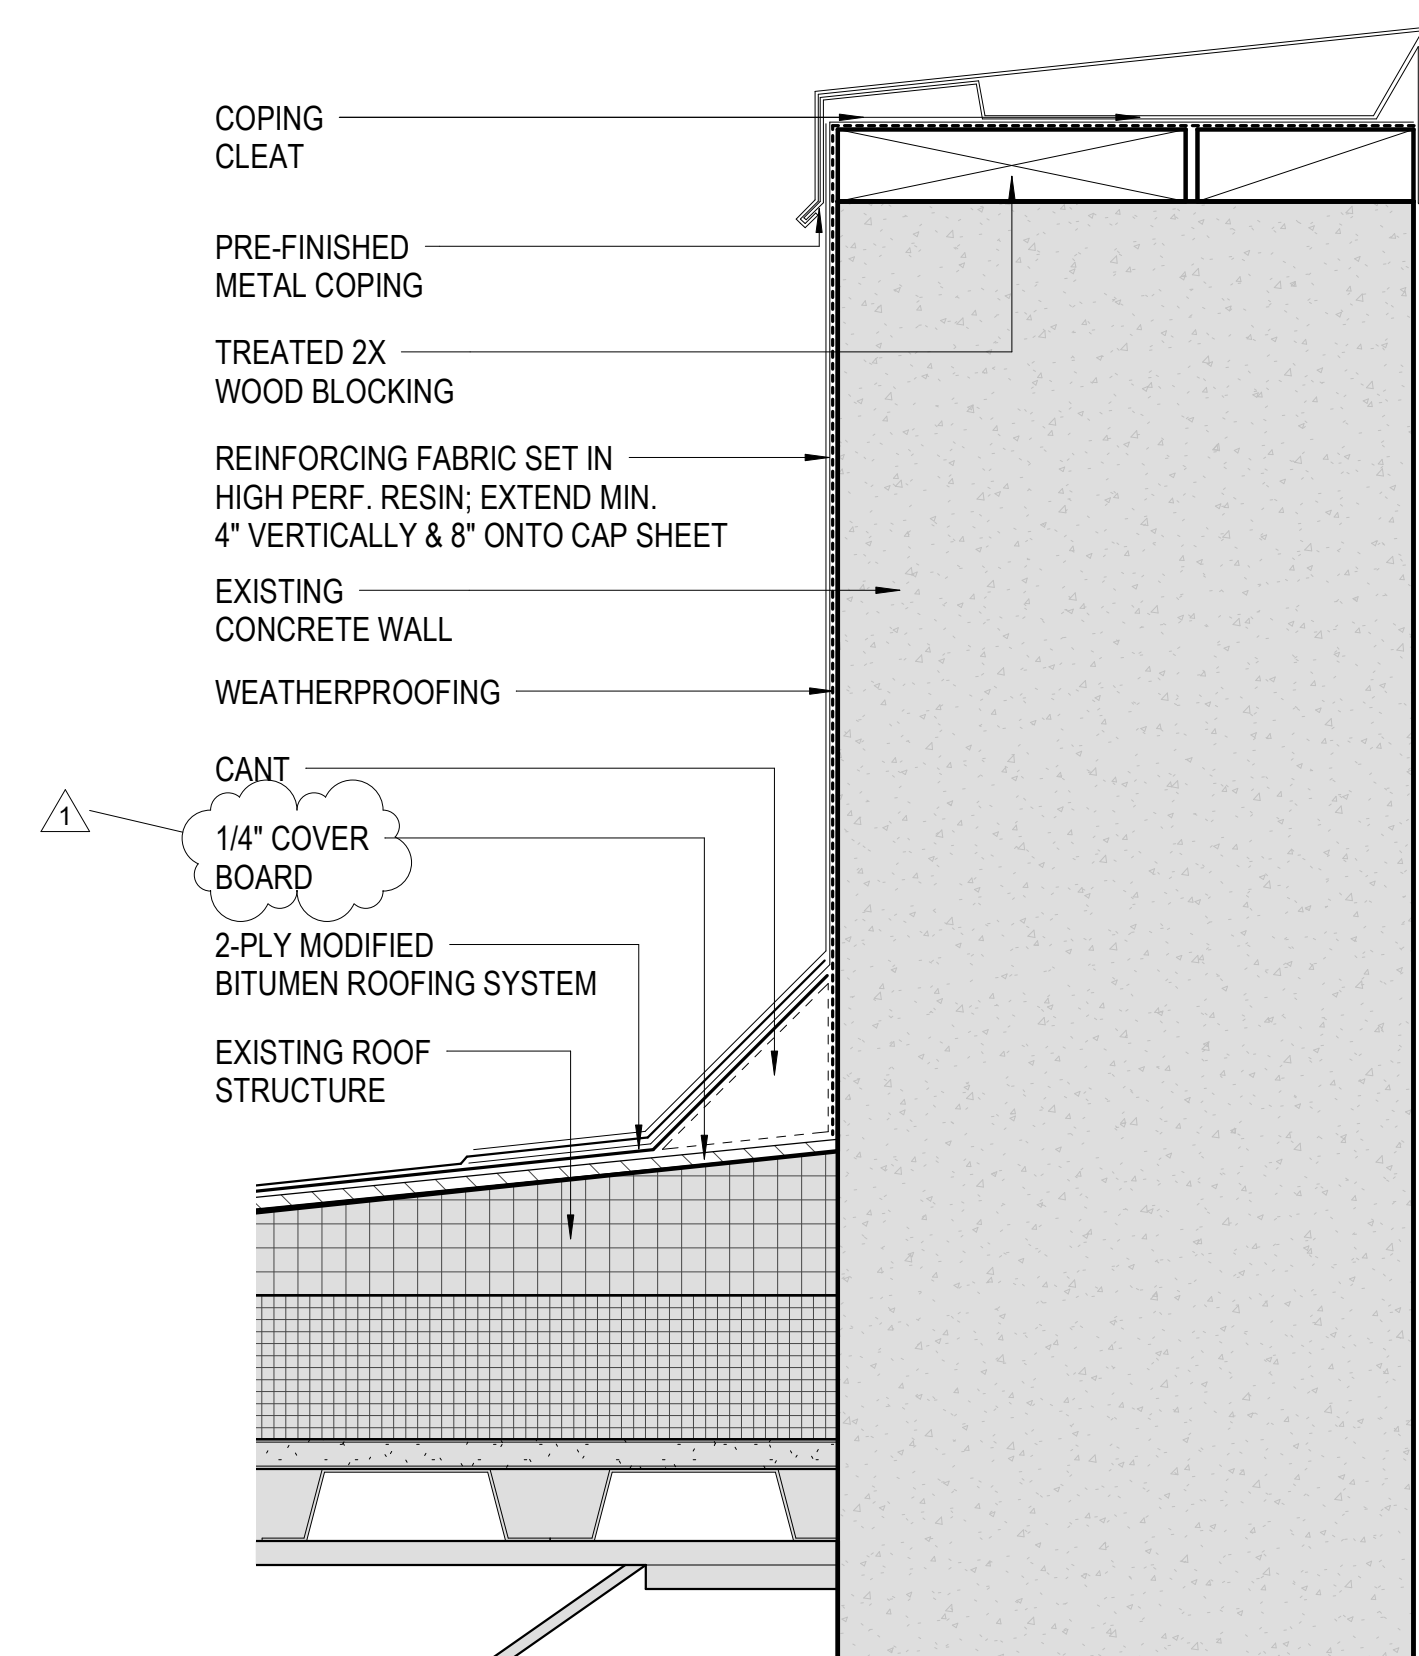 COPING
CLEAT
PRE-FINISHED
METAL COPING
TREATED 2X
WOOD BLOCKING
REINFORCING FABRIC SET IN
HIGH PERF. RESIN; EXTEND MIN.
4" VERTICALLY & 8" ONTO CAP SHEET
EXISTING
CONCRETE WALL
WEATHERPROOFING
CANT
1
1/4" COVER
BOARD
2-PLY MODIFIED
BITUMEN ROOFING SYSTEM
EXISTING ROOF
STRUCTURE